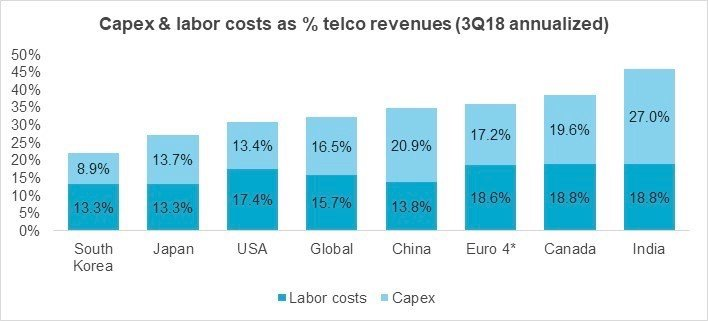 Capex & labor costs as % telco revenues (3Q18 annualized)
50%
45%
40%
35%
30%
25%
20%
15%
10%
5%
0%
8.9% 13.7% 13.4% 16.5% 20.9% 17.2% 19.6% 27.0%
13.3% 13.3% 17.4% 15.7% 13.8% 18.6% 18.8% 18.8%
South Korea Japan USA Global China Euro 4* Canada India
Labor costs Capex